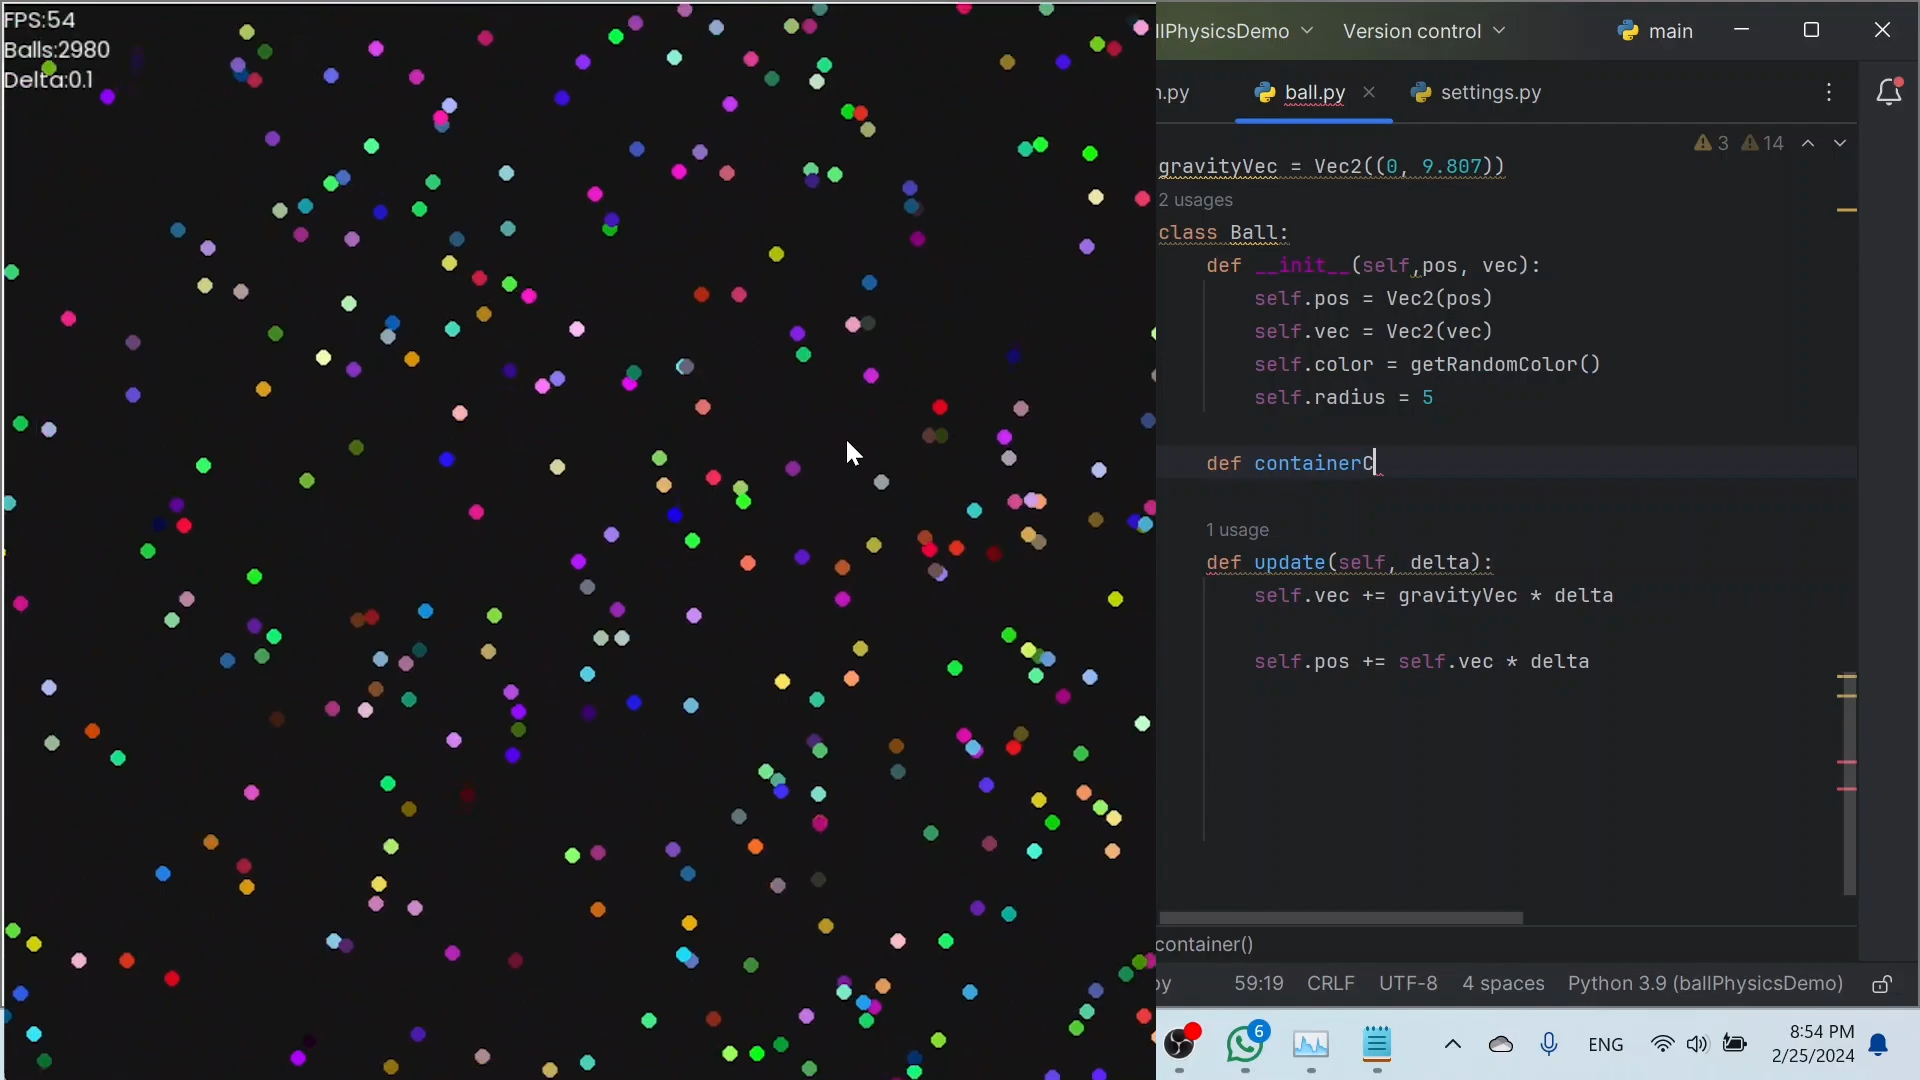 FPS:54
Balls:2980
Delta:0.1
llPhysicsDemo
Version control
main
n.py
ball.py
settings.py
3
14
gravityVec = Vec2((0, 9.807))
2 usages
class Ball:
def __init__(self,pos, vec):
self.pos = Vec2(pos)
self.vec = Vec2(vec)
self.color = getRandomColor()
self.radius = 5
def containerC
1 usage
def update(self, delta):
self.vec += gravityVec * delta
self.pos += self.vec * delta
container()
py
59:19
CRLF
UTF-8
4 spaces
Python 3.9 (ballPhysicsDemo)
6
ENG
8:54 PM
2/25/2024